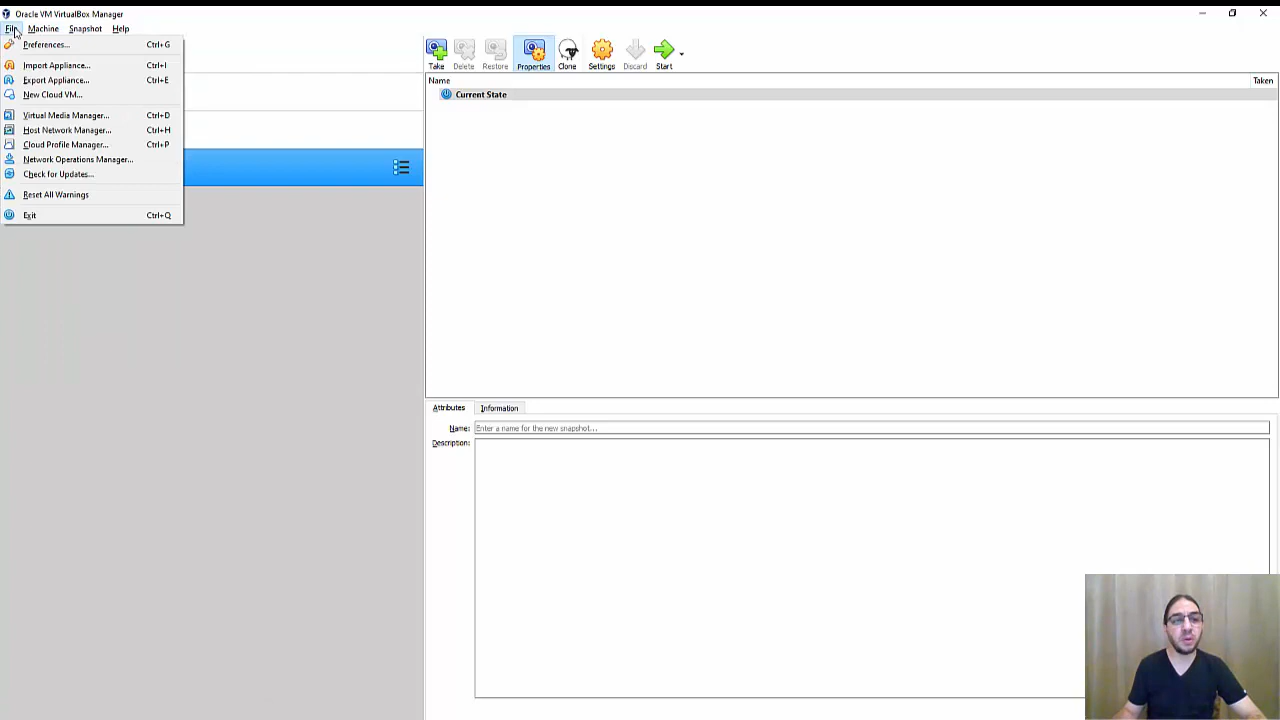 Oracle VM VirtualBox Manager
File Machine Snapshot Help
Preferences... Ctrl+G
Import Appliance... Ctrl+I
Export Appliance... Ctrl+E
New Cloud VM...
Virtual Media Manager... Ctrl+D
Host Network Manager... Ctrl+H
Cloud Profile Manager... Ctrl+P
Network Operations Manager...
Check for Updates...
Reset All Warnings
Exit Ctrl+Q
Take Delete Restore Properties Clone Settings Discard Start
Name Taken
Current State
Attributes Information
Name: Enter a name for the new snapshot...
Description: